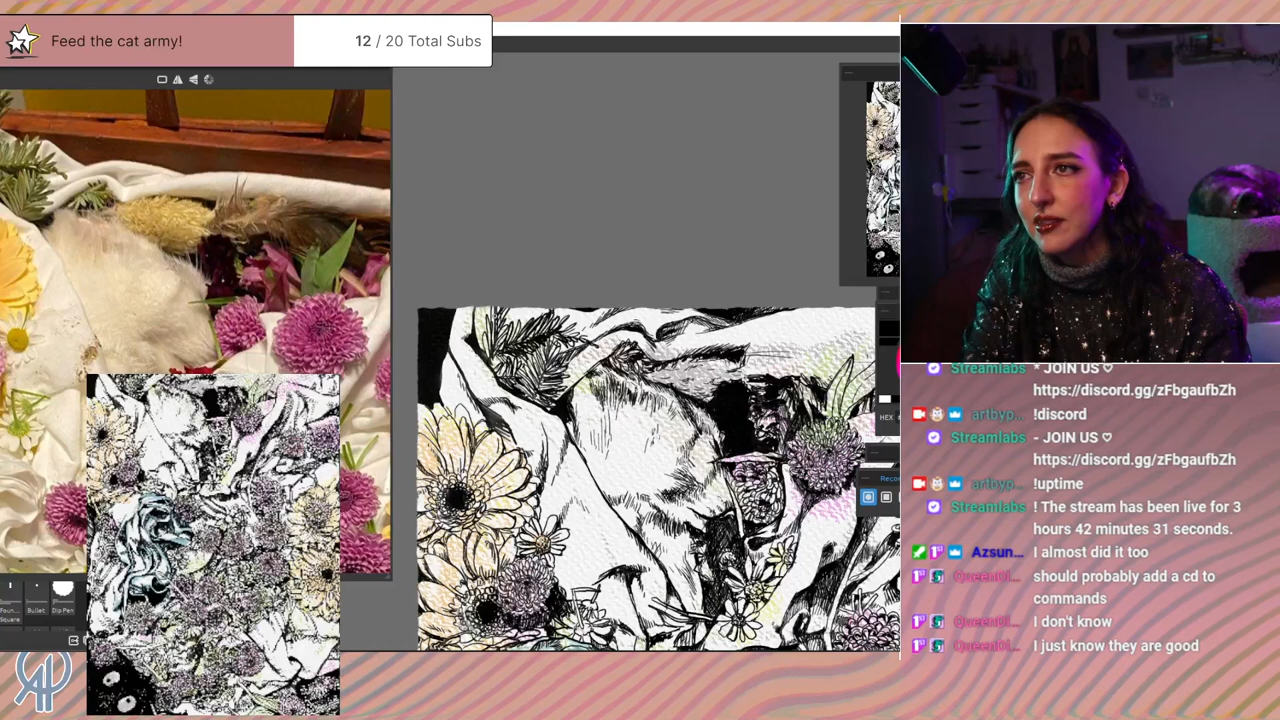 Feed the cat army!
12 / 20 Total Subs
Bullet
Dip Pen
Square
HEX
Streamlabs * JOIN US ♡
https://discord.gg/zFbgaufbZh
artbyp... !discord
Streamlabs - JOIN US ♡
https://discord.gg/zFbgaufbZh
artbyp... !uptime
Streamlabs ! The stream has been live for 3
hours 42 minutes 31 seconds.
Azsun... I almost did it too
should probably add a cd to
commands
I don't know
I just know they are good